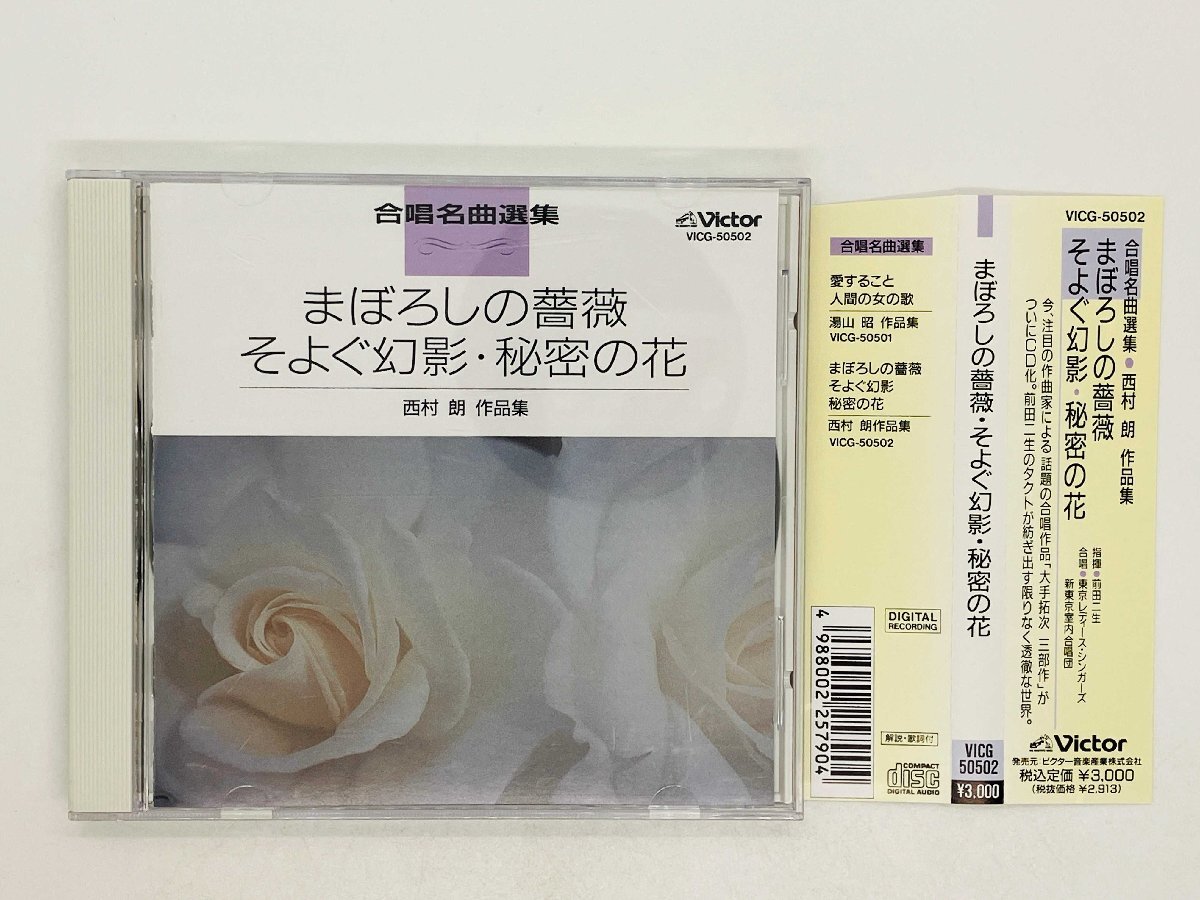 合唱名曲選集
Victor
VICG-50502
まぼろしの薔薇
そよぐ幻影・秘密の花
西村 朗 作品集
合唱名曲選集
愛すること
人間の女の歌
湯山 昭 作品集
VICG-50501
まぼろしの薔薇
そよぐ幻影
秘密の花
西村 朗作品集
VICG-50502
4 988002 257904
DIGITAL
RECORDING
解説・歌詞付
COMPACT
disc
DIGITAL AUDIO
まぼろしの薔薇・そよぐ幻影・秘密の花
VICG
50502
¥3,000
VICG-50502
合唱名曲選集●西村 朗 作品集
まぼろしの薔薇
そよぐ幻影・秘密の花
指揮●前田二生
合唱●東京レディース・シンガーズ
新東京室内合唱団
今、注目の作曲家による話題の合唱作品「大手拓次 三部作」が
ついにCD化。前田二生のタクトが紡ぎ出す限りなく透徹な世界。
Victor
発売元 ビクター音楽産業株式会社
税込定価 ¥3,000
(税抜価格 ¥2,913)